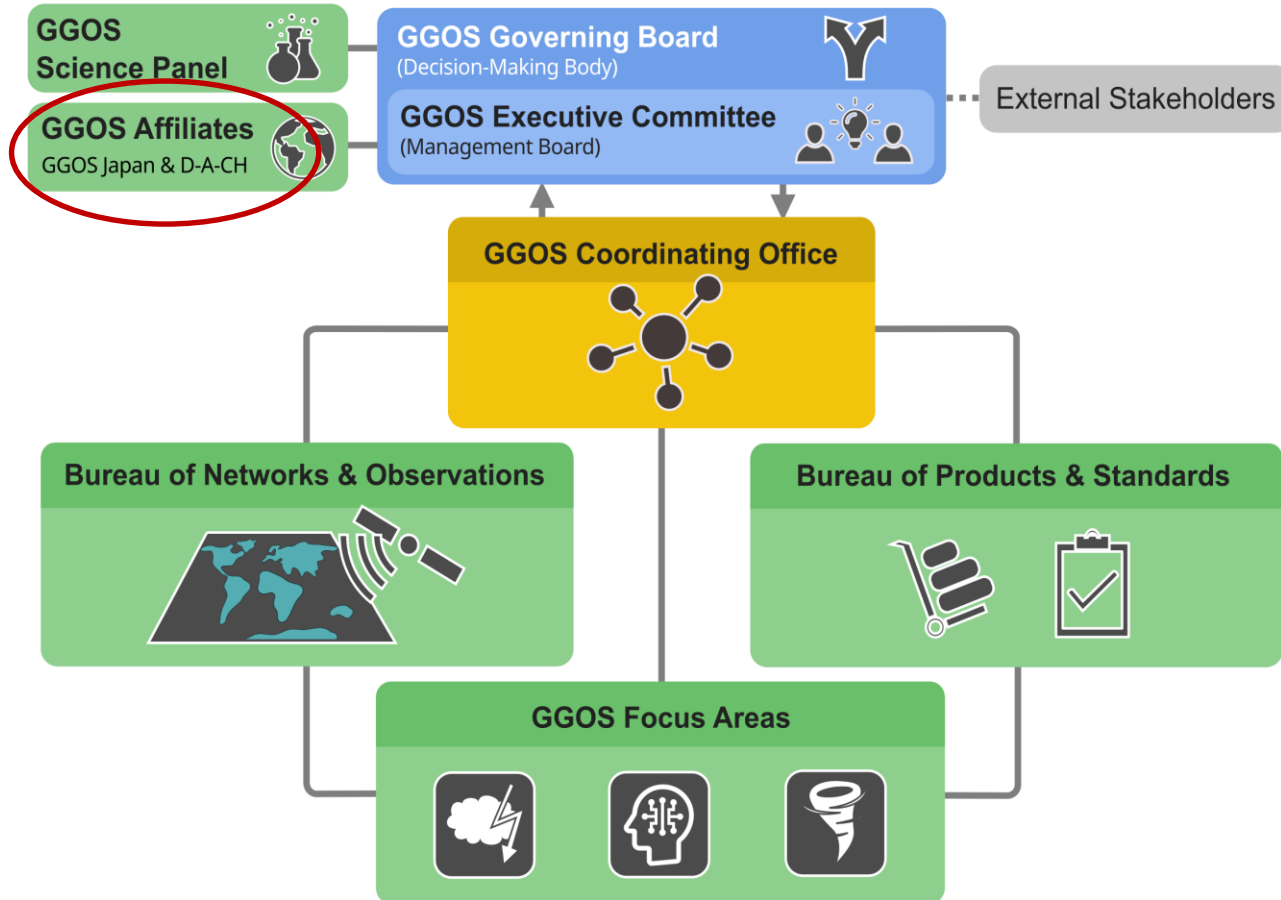 GGOS
Science Panel
GGOS Governing Board
(Decision-Making Body)
GGOS Executive Committee
(Management Board)
External Stakeholders
GGOS Affiliates
GGOS Japan & D-A-CH
GGOS Coordinating Office
Bureau of Networks & Observations
Bureau of Products & Standards
GGOS Focus Areas